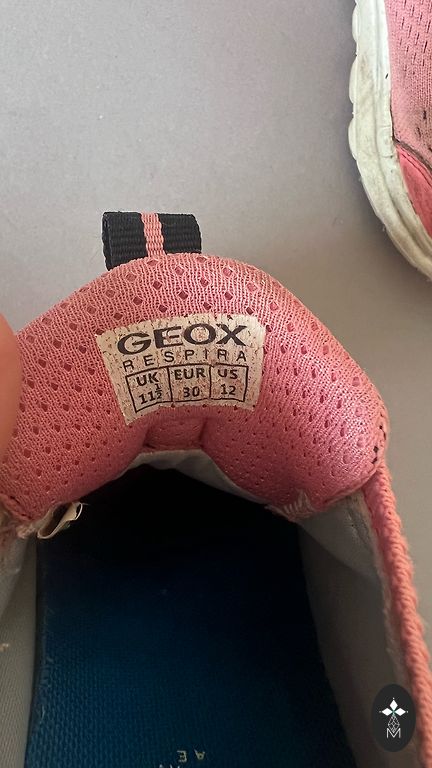 GEOX
RESPIRA
UK EUR US
11½ 30 12